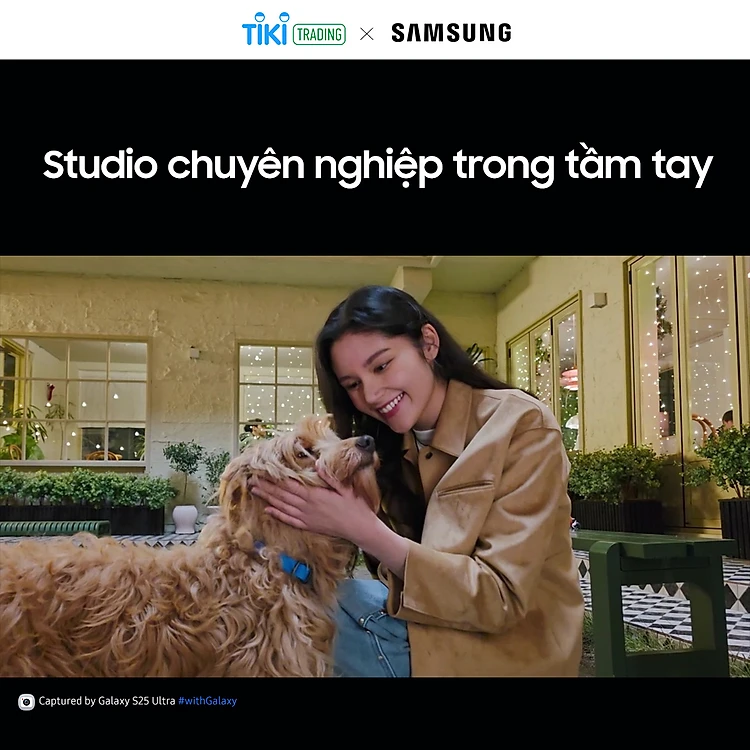 TIKI TRADING × SAMSUNG
Studio chuyên nghiệp trong tầm tay
Captured by Galaxy S25 Ultra #withGalaxy